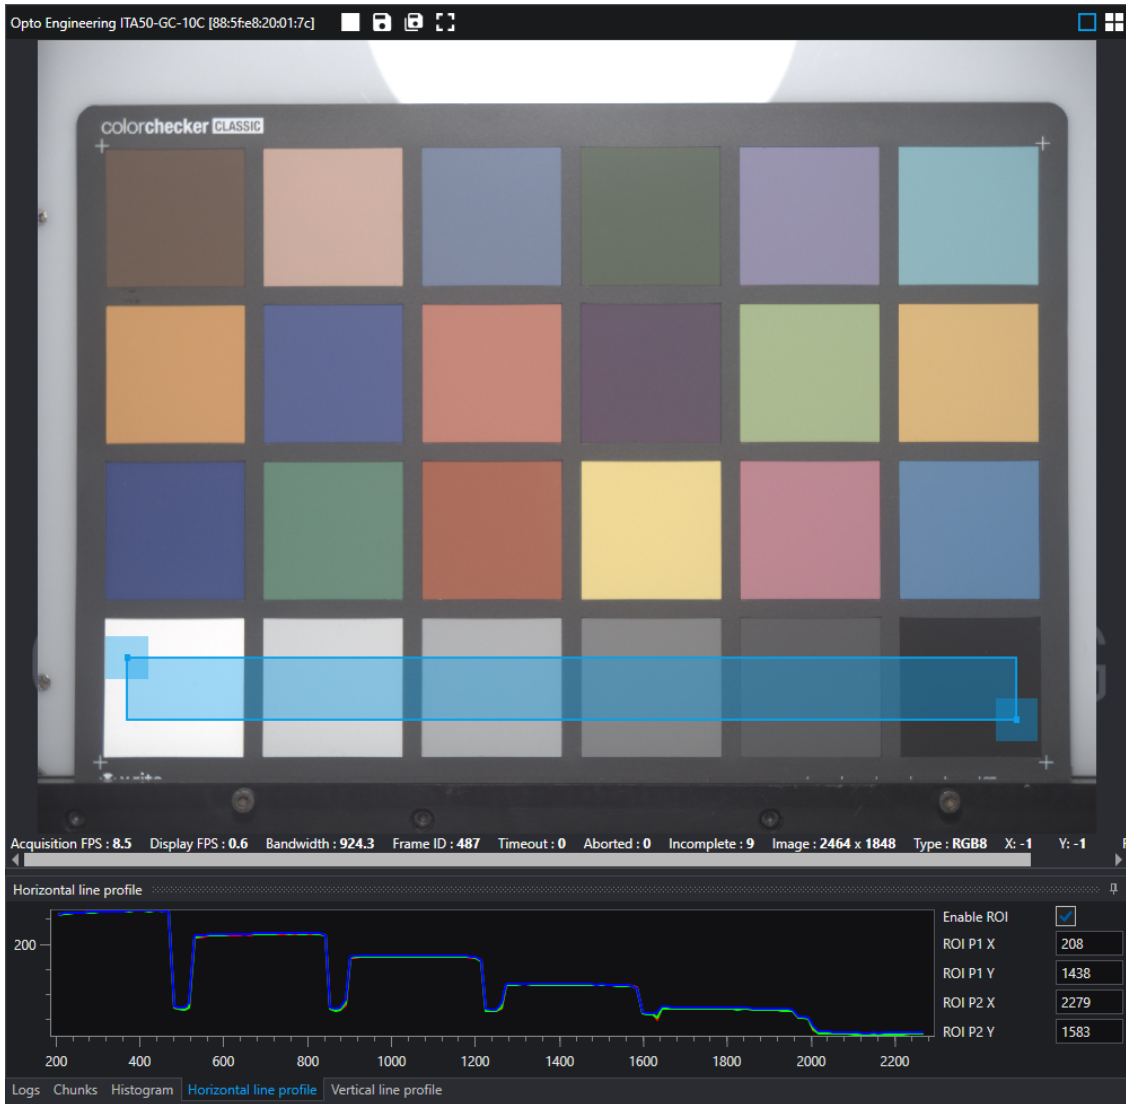 Opto Engineering ITA50-GC-10C [88:5f:e8:20:01:7c]
colorchecker CLASSIC
G
Acquisition FPS : 8.5 Display FPS : 0.6 Bandwidth : 924.3 Frame ID : 487 Timeout : 0 Aborted : 0 Incomplete : 9 Image : 2464 x 1848 Type : RGB8 X: -1 Y: -1
Horizontal line profile
Enable ROI
200
ROI P1 X 208
ROI P1 Y 1438
ROI P2 X 2279
ROI P2 Y 1583
200 400 600 800 1000 1200 1400 1600 1800 2000 2200
Logs Chunks Histogram Horizontal line profile Vertical line profile